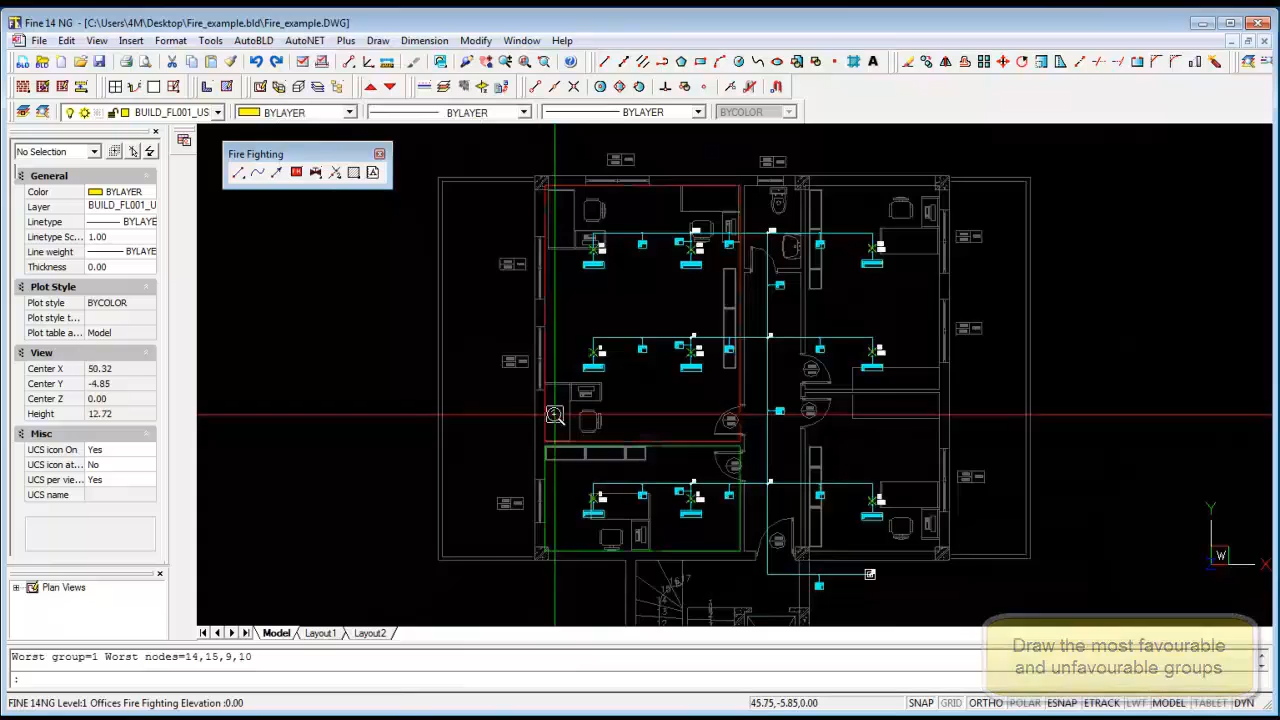 Fine 14 NG - [C:\Users\4M\Desktop\Fire_example.bld\Fire_example.DWG]
File Edit View Insert Format Tools AutoBLD AutoNET Plus Draw Dimension Modify Window Help
BUILD_FL001_US BYLAYER BYLAYER BYLAYER BYCOLOR
No Selection
Fire Fighting
General
Color BYLAYER
Layer BUILD_FL001_U
Linetype BYLAYE
Linetype Sc... 1.00
Line weight BYLAYE
Thickness 0.00
Plot Style
Plot style BYCOLOR
Plot style t...
Plot table a... Model
View
Center X 50.32
Center Y -4.85
Center Z 0.00
Height 12.72
Misc
UCS icon On Yes
UCS icon at... No
UCS per vie... Yes
UCS name
Plan Views
Y
W
X
Model Layout1 Layout2
Draw the most favourable
and unfavourable groups
Worst group=1 Worst nodes=14,15,9,10
:
FINE 14NG Level:1 Offices Fire Fighting Elevation :0.00 45.75,-5.85,0.00 SNAP GRID ORTHO POLAR ESNAP ETRACK LWT MODEL TABLET DYN